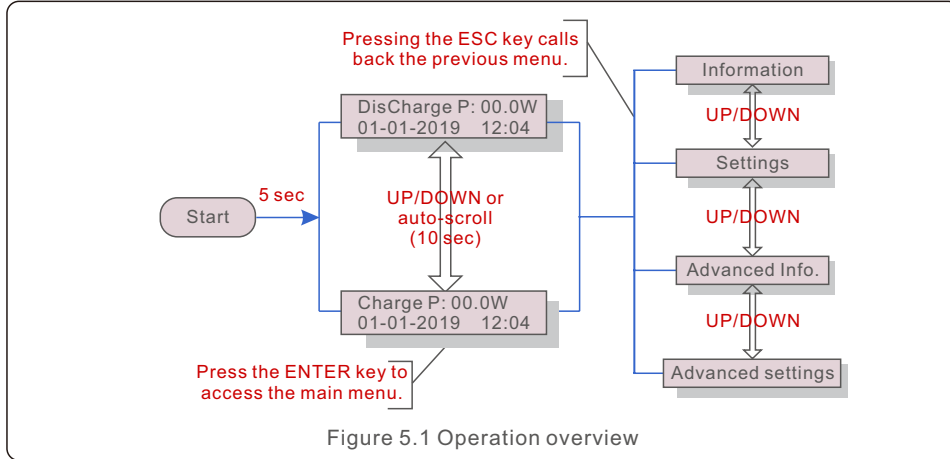 Pressing the ESC key calls
back the previous menu.
Information
UP/DOWN
Settings
UP/DOWN
Advanced Info.
UP/DOWN
Advanced settings
DisCharge P: 00.0W
01-01-2019 12:04
5 sec
Start
UP/DOWN or
auto-scroll
(10 sec)
Charge P: 00.0W
01-01-2019 12:04
Press the ENTER key to
access the main menu.
Figure 5.1 Operation overview